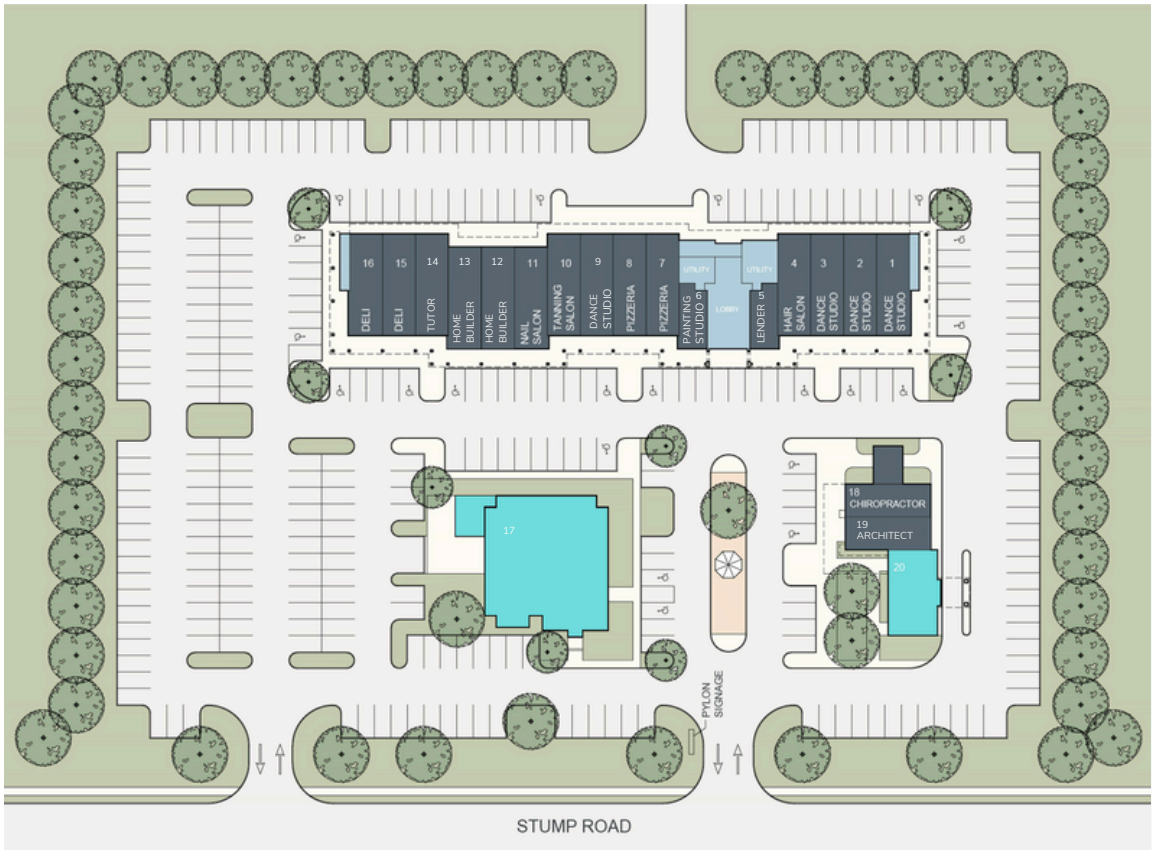 16
15
14
13
12
11
10
9
8
7
UTILITY
UTILITY
4
3
2
1
6
5
LOBBY
DELI
DELI
TUTOR
HOME
BUILDER
HOME
BUILDER
NAIL
SALON
TANNING
SALON
DANCE
STUDIO
PIZZERIA
PIZZERIA
PAINTING
STUDIO
LENDER
HAIR
SALON
DANCE
STUDIO
DANCE
STUDIO
DANCE
STUDIO
17
18
CHIROPRACTOR
19
ARCHITECT
20
PYLON
SIGNAGE
STUMP ROAD